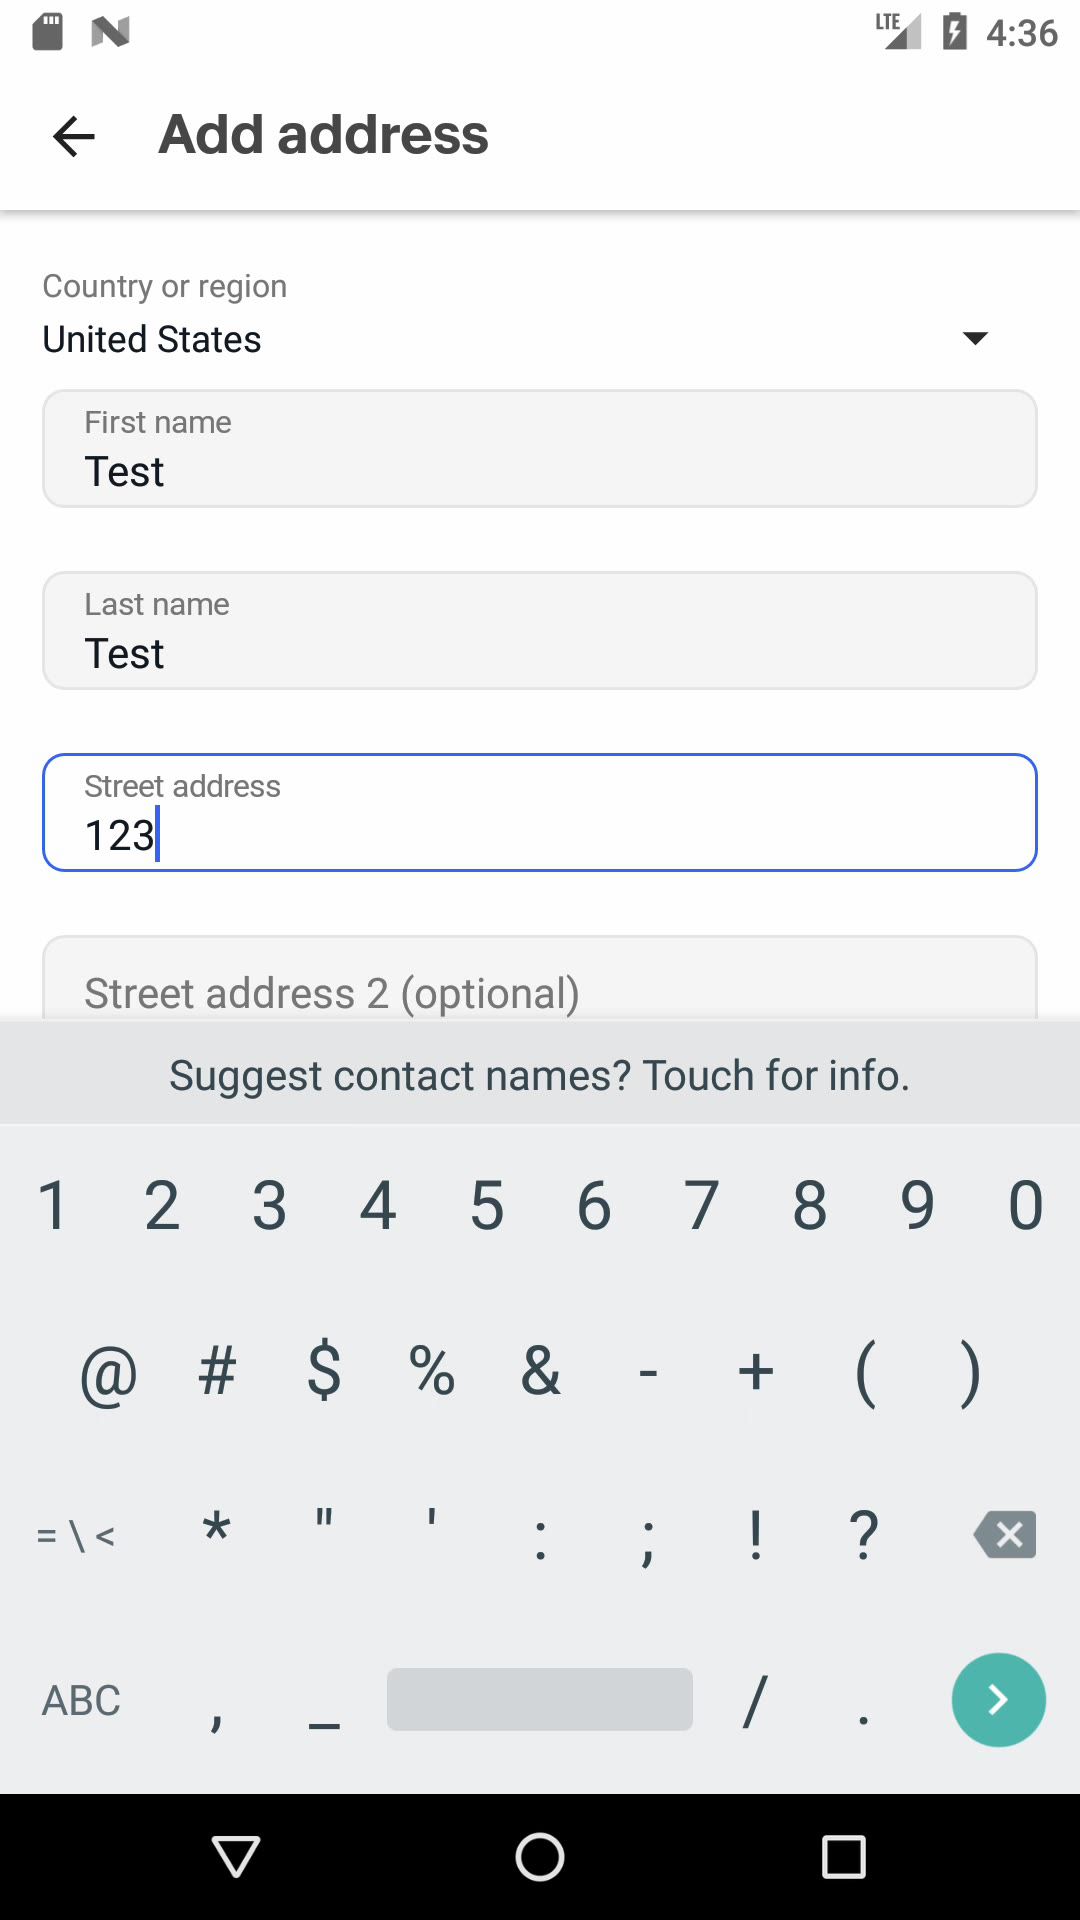 LTE 4:36
Add address
Country or region
United States
First name
Test
Last name
Test
Street address
123
Street address 2 (optional)
Suggest contact names? Touch for info.
1 2 3 4 5 6 7 8 9 0
@ # $ % & - + ( )
= \ < * " ' : ; ! ?
ABC , _ / .